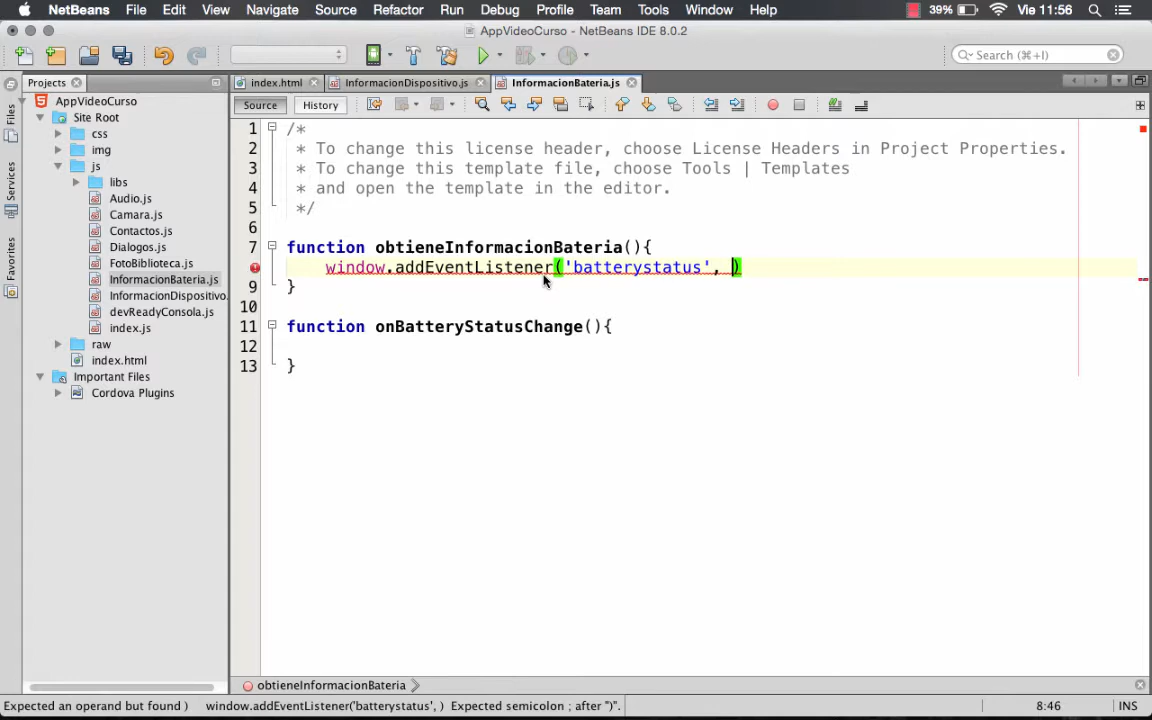 NetBeans File Edit View Navigate Source Refactor Run Debug Profile Team Tools Window Help 39% Vie 11:56
AppVideoCurso - NetBeans IDE 8.0.2
Search (⌘+I)
Projects
index.html InformacionDispositivo.js InformacionBateria.js
Source History
Files
Services
Favorites
AppVideoCurso
Site Root
css
img
js
libs
Audio.js
Camara.js
Contactos.js
Dialogos.js
FotoBiblioteca.js
InformacionBateria.js
InformacionDispositivo.
devReadyConsola.js
index.js
raw
index.html
Important Files
Cordova Plugins
1 /*
2 * To change this license header, choose License Headers in Project Properties.
3 * To change this template file, choose Tools | Templates
4 * and open the template in the editor.
5 */
6
7 function obtieneInformacionBateria(){
8 window.addEventListener('batterystatus', )
9 }
10
11 function onBatteryStatusChange(){
12
13 }
obtieneInformacionBateria
Expected an operand but found ) window.addEventListener('batterystatus', ) Expected semicolon ; after ")". 8:46 INS